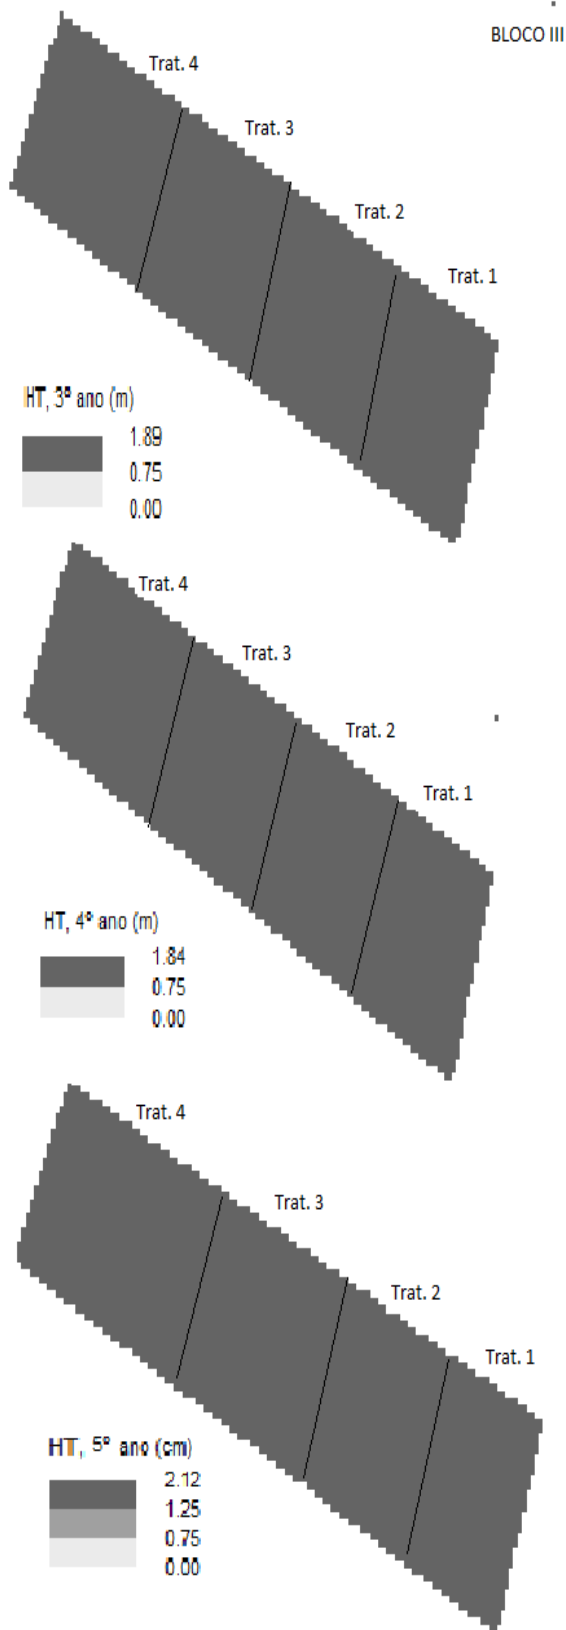 BLOCO III
Trat. 4
Trat. 3
Trat. 2
Trat. 1
HT, 3º ano (m)
1.89
0.75
0.00
Trat. 4
Trat. 3
Trat. 2
Trat. 1
HT, 4º ano (m)
1.84
0.75
0.00
Trat. 4
Trat. 3
Trat. 2
Trat. 1
HT, 5º ano (cm)
2.12
1.25
0.75
0.00